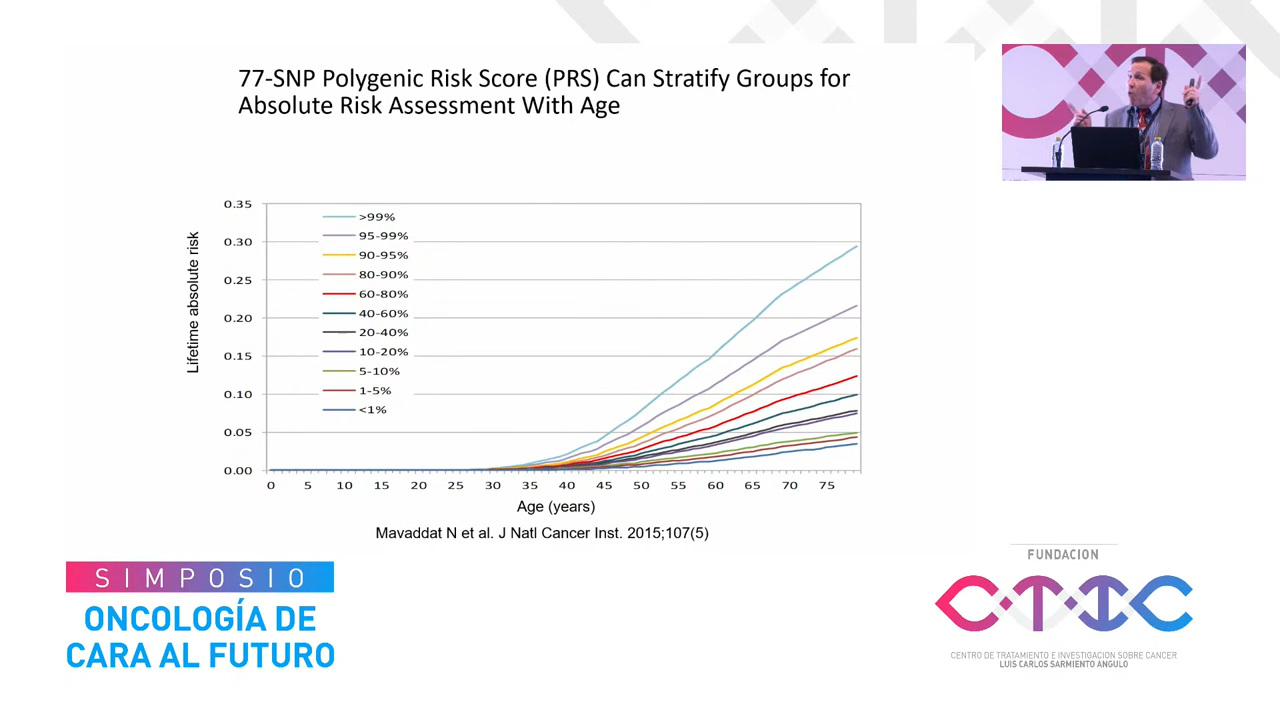 77-SNP Polygenic Risk Score (PRS) Can Stratify Groups for
Absolute Risk Assessment With Age
0.35
0.30
0.25
0.20
0.15
0.10
0.05
0.00
Lifetime absolute risk
>99%
95-99%
90-95%
80-90%
60-80%
40-60%
20-40%
10-20%
5-10%
1-5%
<1%
0 5 10 15 20 25 30 35 40 45 50 55 60 65 70 75
Age (years)
Mavaddat N et al. J Natl Cancer Inst. 2015;107(5)
SIMPOSIO
ONCOLOGÍA DE
CARA AL FUTURO
FUNDACION
CTIC
CENTRO DE TRATAMIENTO E INVESTIGACION SOBRE CANCER
LUIS CARLOS SARMIENTO ANGULO